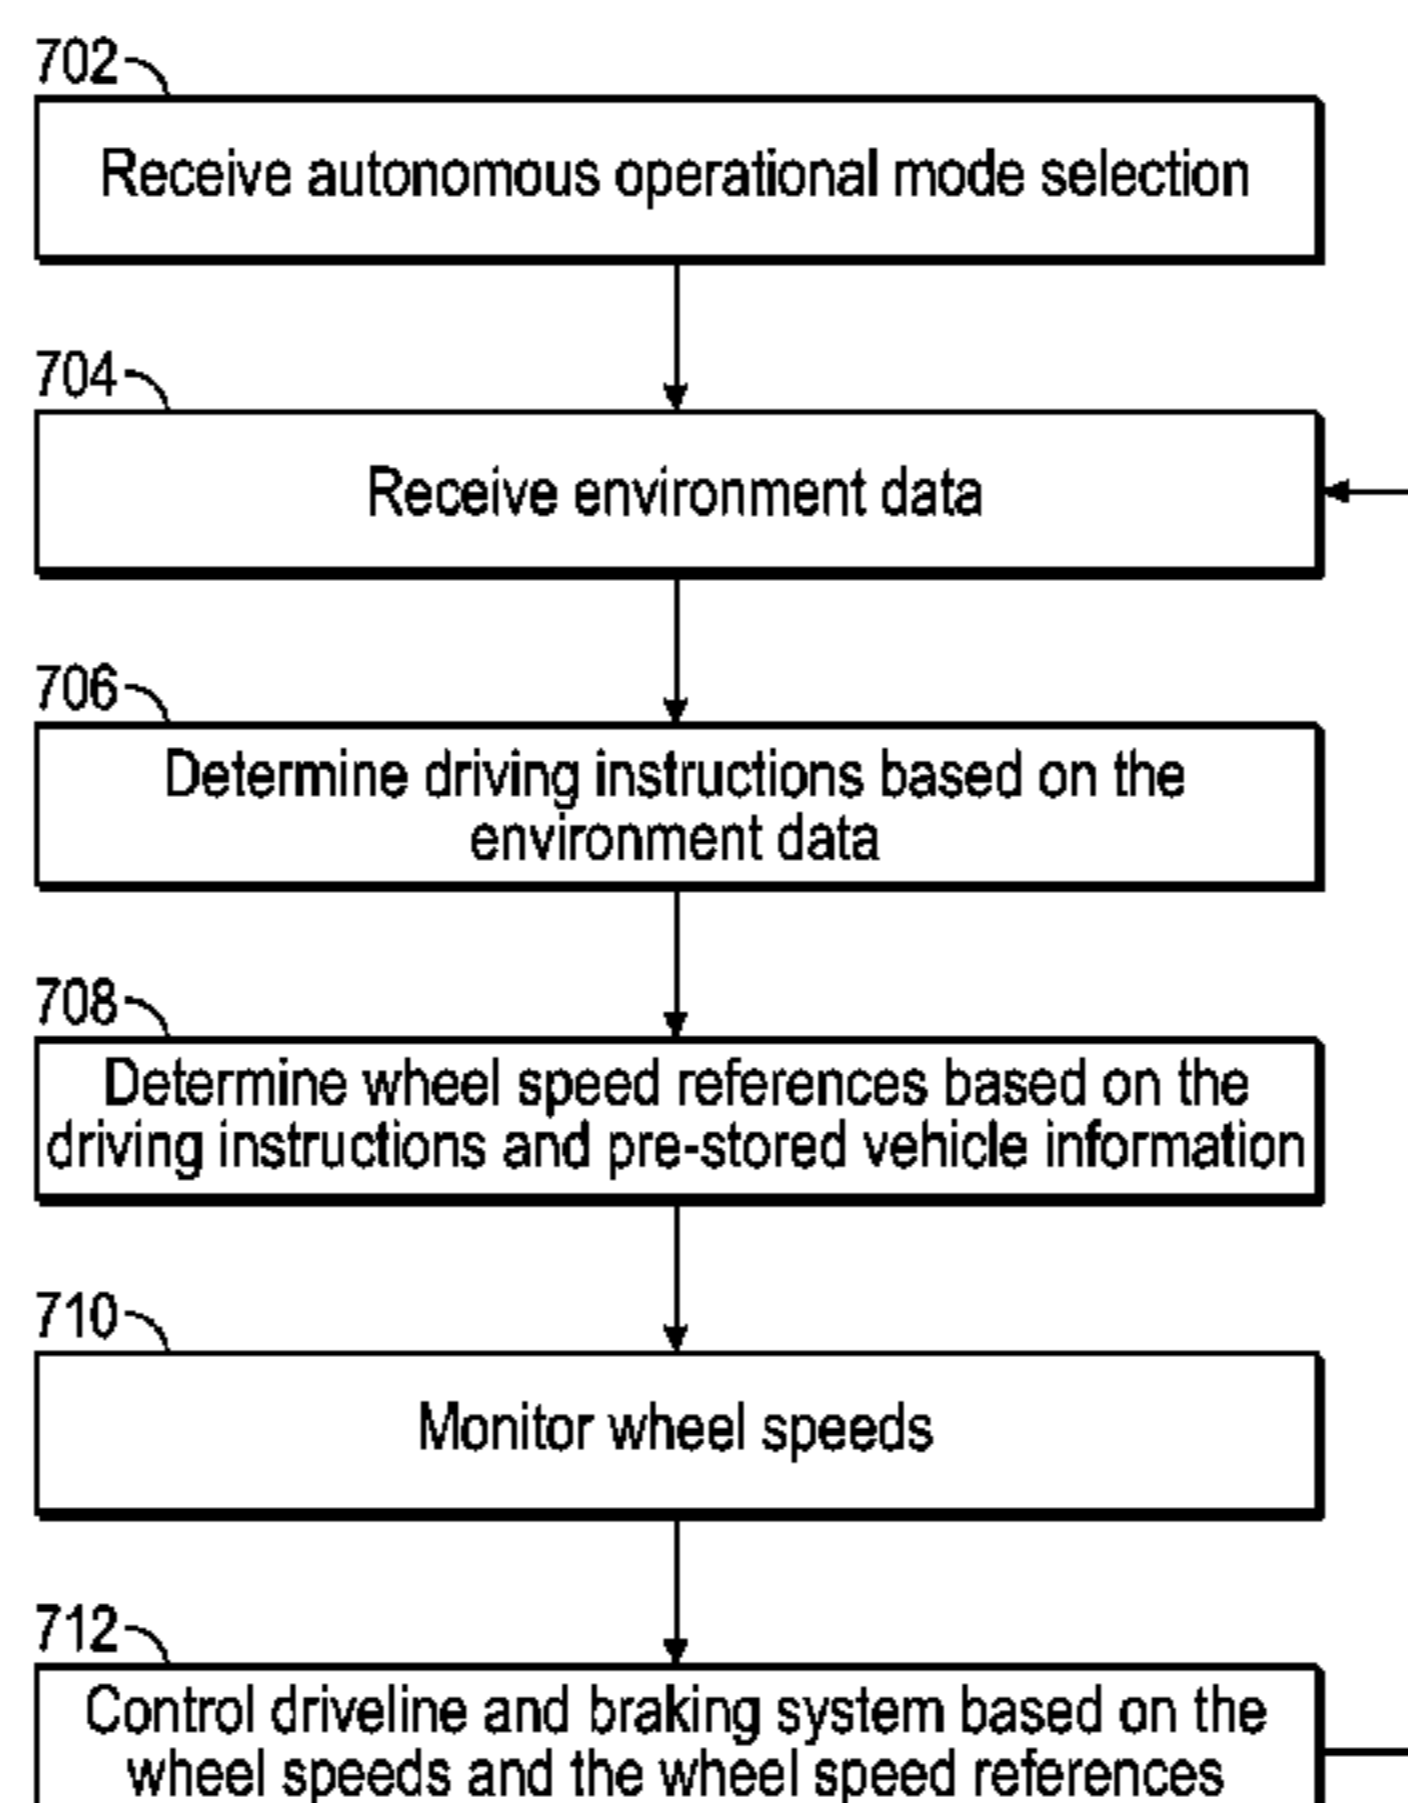 702
Receive autonomous operational mode selection
704
Receive environment data
706
Determine driving instructions based on the
environment data
708
Determine wheel speed references based on the
driving instructions and pre-stored vehicle information
710
Monitor wheel speeds
712
Control driveline and braking system based on the
wheel speeds and the wheel speed references